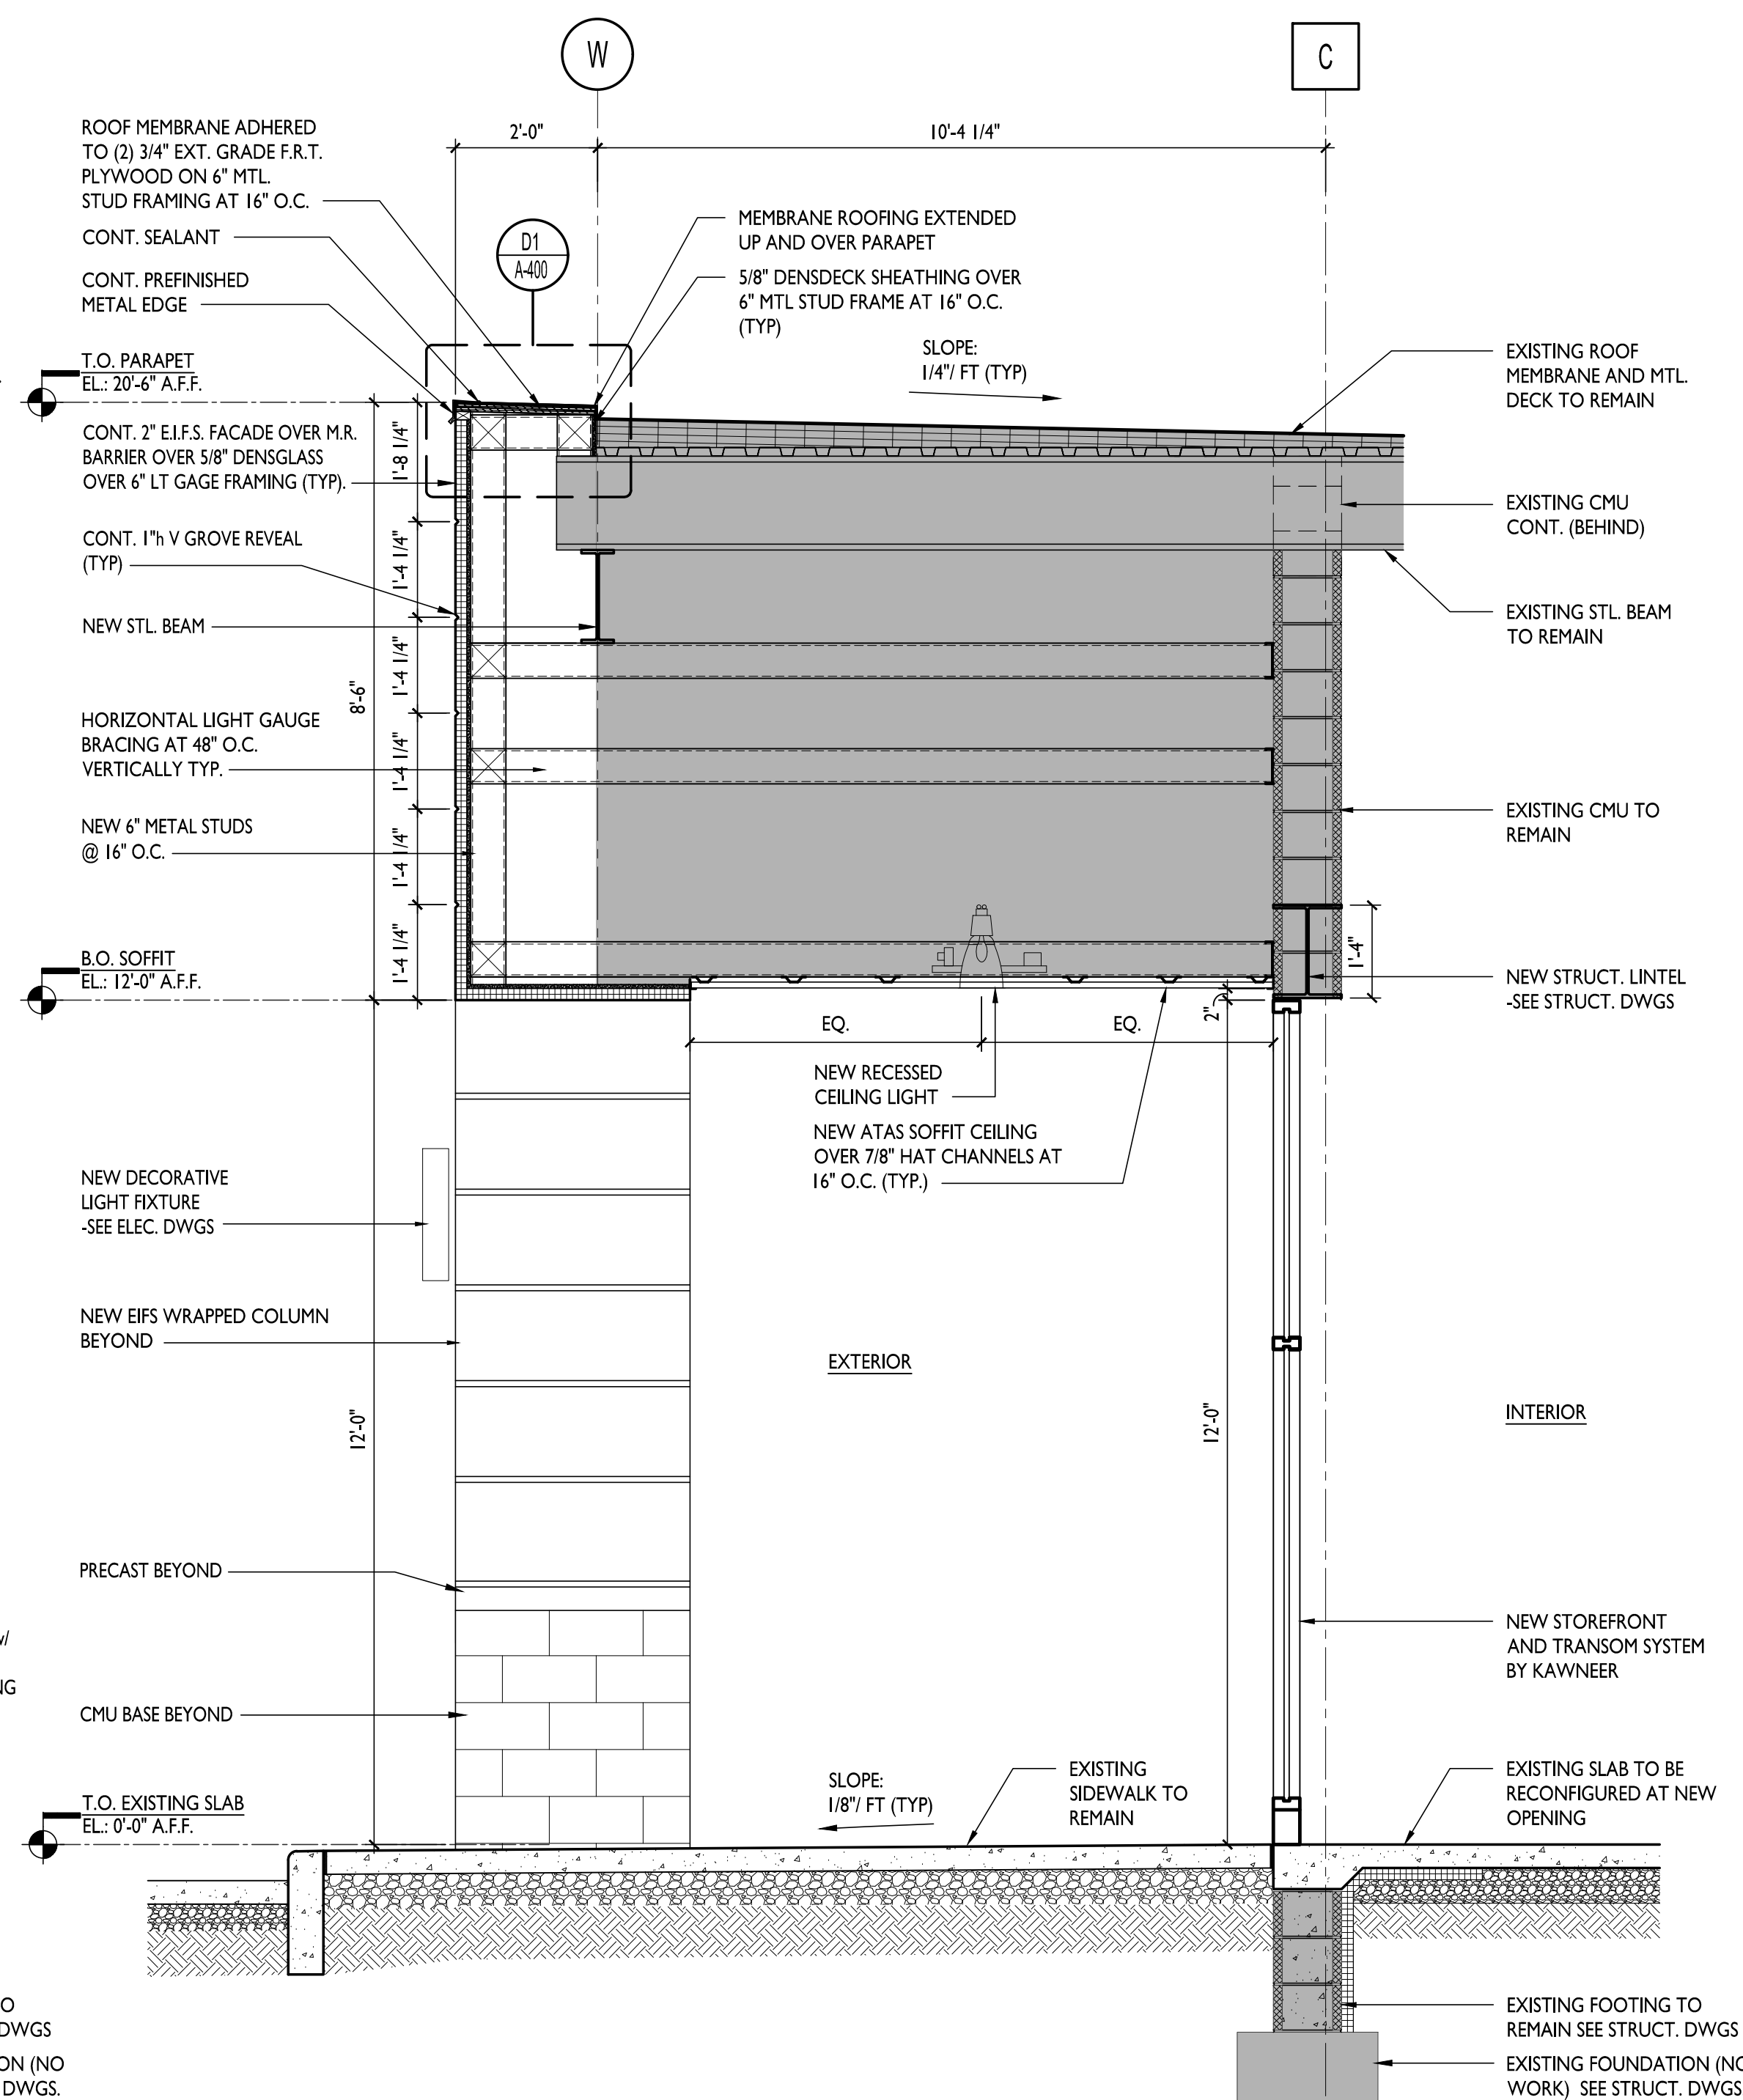 W
C
2'-0"
10'-4 1/4"
ROOF MEMBRANE ADHERED
TO (2) 3/4" EXT. GRADE F.R.T.
PLYWOOD ON 6" MTL.
STUD FRAMING AT 16" O.C.
CONT. SEALANT
CONT. PREFINISHED
METAL EDGE
D1
A-400
MEMBRANE ROOFING EXTENDED
UP AND OVER PARAPET
5/8" DENSDECK SHEATHING OVER
6" MTL STUD FRAME AT 16" O.C.
(TYP)
SLOPE:
1/4"/ FT (TYP)
EXISTING ROOF
MEMBRANE AND MTL.
DECK TO REMAIN
T.O. PARAPET
EL.: 20'-6" A.F.F.
CONT. 2" E.I.F.S. FACADE OVER M.R.
BARRIER OVER 5/8" DENSGLASS
OVER 6" LT GAGE FRAMING (TYP).
1'-8 1/4"
EXISTING CMU
CONT. (BEHIND)
CONT. 1"h V GROVE REVEAL
(TYP)
1'-4 1/4"
NEW STL. BEAM
EXISTING STL. BEAM
TO REMAIN
8'-6"
1'-4 1/4"
HORIZONTAL LIGHT GAUGE
BRACING AT 48" O.C.
VERTICALLY TYP.
1'-4 1/4"
NEW 6" METAL STUDS
@ 16" O.C.
1'-4 1/4"
EXISTING CMU TO
REMAIN
B.O. SOFFIT
EL.: 12'-0" A.F.F.
1'-4 1/4"
1'-4"
NEW STRUCT. LINTEL
-SEE STRUCT. DWGS
2"
EQ.
EQ.
NEW RECESSED
CEILING LIGHT
NEW ATAS SOFFIT CEILING
OVER 7/8" HAT CHANNELS AT
16" O.C. (TYP.)
NEW DECORATIVE
LIGHT FIXTURE
-SEE ELEC. DWGS
NEW EIFS WRAPPED COLUMN
BEYOND
EXTERIOR
INTERIOR
12'-0"
12'-0"
PRECAST BEYOND
w/
NG
CMU BASE BEYOND
NEW STOREFRONT
AND TRANSOM SYSTEM
BY KAWNEER
T.O. EXISTING SLAB
EL.: 0'-0" A.F.F.
SLOPE:
1/8"/ FT (TYP)
EXISTING
SIDEWALK TO
REMAIN
EXISTING SLAB TO BE
RECONFIGURED AT NEW
OPENING
O
DWGS
ON (NO
DWGS.
EXISTING FOOTING TO
REMAIN SEE STRUCT. DWGS
EXISTING FOUNDATION (NO
WORK) SEE STRUCT. DWGS